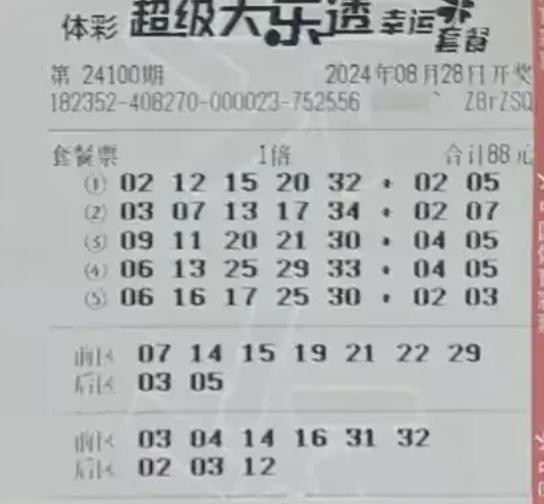 体彩 超级大乐透 幸运 套餐
第 24100期 2024年08月28日开奖
182352-408270-000023-752556 Z8rZSQ
套餐票 1倍 合计88元
① 02 12 15 20 32 + 02 05
② 03 07 13 17 34 + 02 07
③ 09 11 20 21 30 + 04 05
④ 06 13 25 29 33 + 04 05
⑤ 06 16 17 25 30 + 02 03
前区 07 14 15 19 21 22 29
后区 03 05
前区 03 04 14 16 31 32
后区 02 03 12